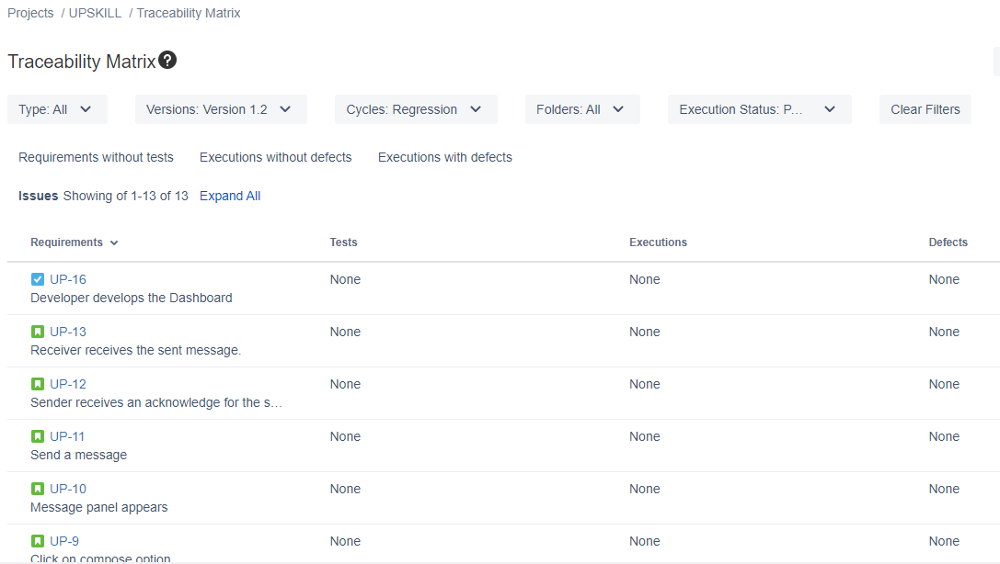 Projects / UPSKILL / Traceability Matrix
Traceability Matrix ?
Type: All Versions: Version 1.2 Cycles: Regression Folders: All Execution Status: P... Clear Filters
Requirements without tests Executions without defects Executions with defects
Issues Showing of 1-13 of 13 Expand All
Requirements Tests Executions Defects
UP-16 None None None
Developer develops the Dashboard
UP-13 None None None
Receiver receives the sent message.
UP-12 None None None
Sender receives an acknowledge for the s...
UP-11 None None None
Send a message
UP-10 None None None
Message panel appears
UP-9 None None None
Click on compose option